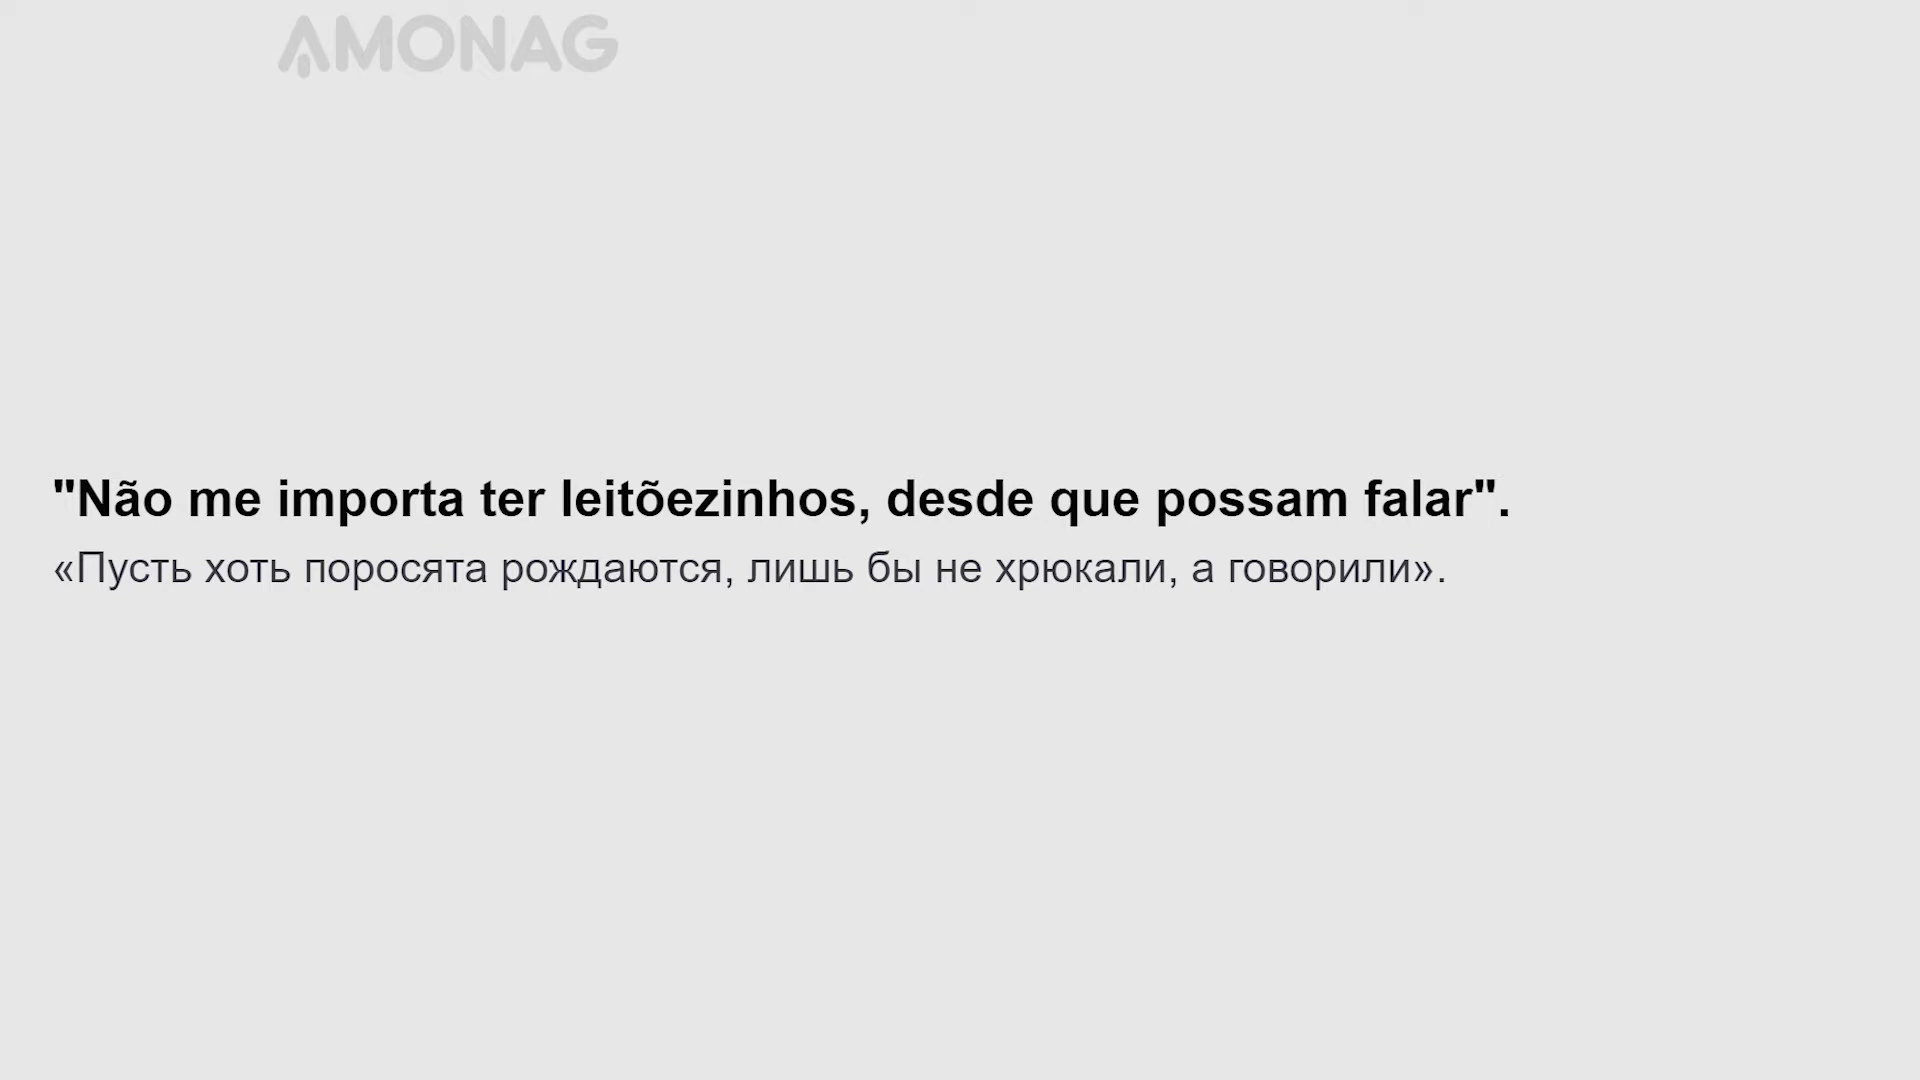 AMONAG
"Não me importa ter leitõezinhos, desde que possam falar".
«Пусть хоть поросята рождаются, лишь бы не хрюкали, а говорили».